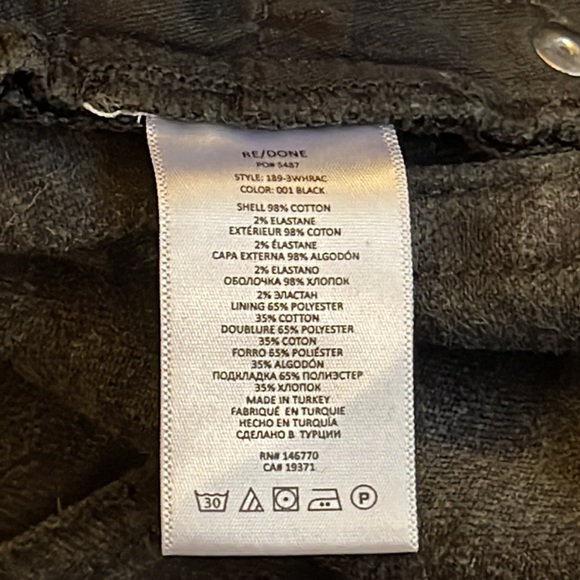 RE/DONE
PO# 5487
STYLE: 189-3WHRAC
COLOR: 001 BLACK
SHELL 98% COTTON
2% ELASTANE
EXTÉRIEUR 98% COTON
2% ÉLASTANE
CAPA EXTERNA 98% ALGODÓN
2% ELASTANO
ОБОЛОЧКА 98% ХЛОПОК
2% ЭЛАСТАН
LINING 65% POLYESTER
35% COTTON
DOUBLURE 65% POLYESTER
35% COTON
FORRO 65% POLIÉSTER
35% ALGODÓN
ПОДКЛАДКА 65% ПОЛИЭСТЕР
35% ХЛОПОК
MADE IN TURKEY
FABRIQUÉ EN TURQUIE
HECHO EN TURQUÍA
СДЕЛАНО В ТУРЦИИ
RN# 146770
CA# 19371
30 P